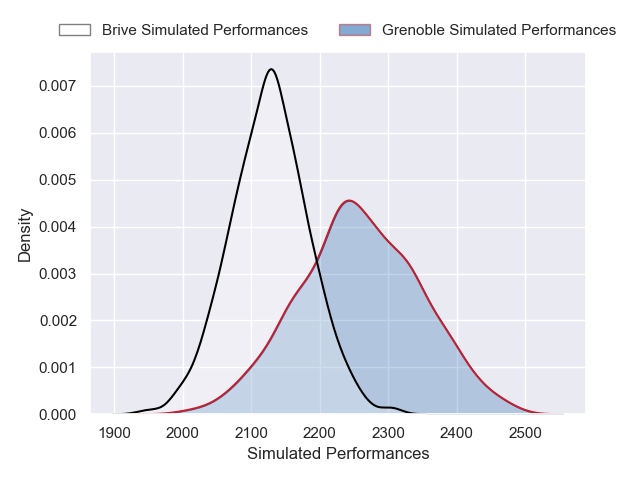 Brive Simulated Performances Grenoble Simulated Performances
0.007
0.006
0.005
0.004
0.003
0.002
0.001
0.000
Density
1900 2000 2100 2200 2300 2400 2500
Simulated Performances